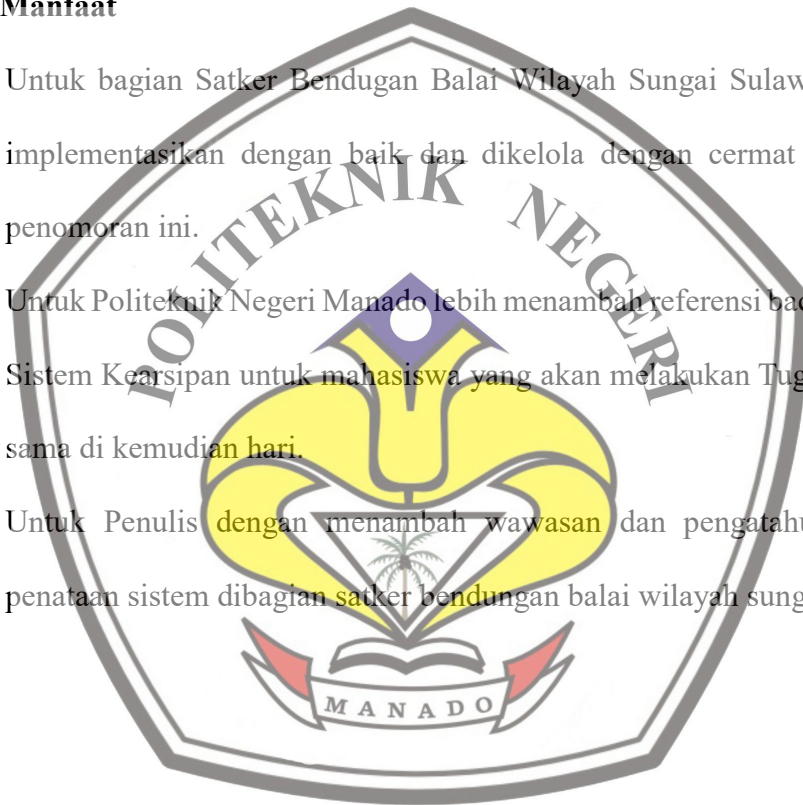 Manfaat
Untuk bagian Satker Bendugan Balai Wilayah Sungai Sulaw
implementasikan dengan baik dan dikelola dengan cermat
penomoran ini.
Untuk Politeknik Negeri Manado lebih menambah referensi bac
Sistem Kearsipan untuk mahasiswa yang akan melakukan Tug
sama di kemudian hari.
Untuk Penulis dengan menambah wawasan dan pengatahu
penataan sistem dibagian satker bendungan balai wilayah sung
POLITEKNIK NEGERI
MANADO